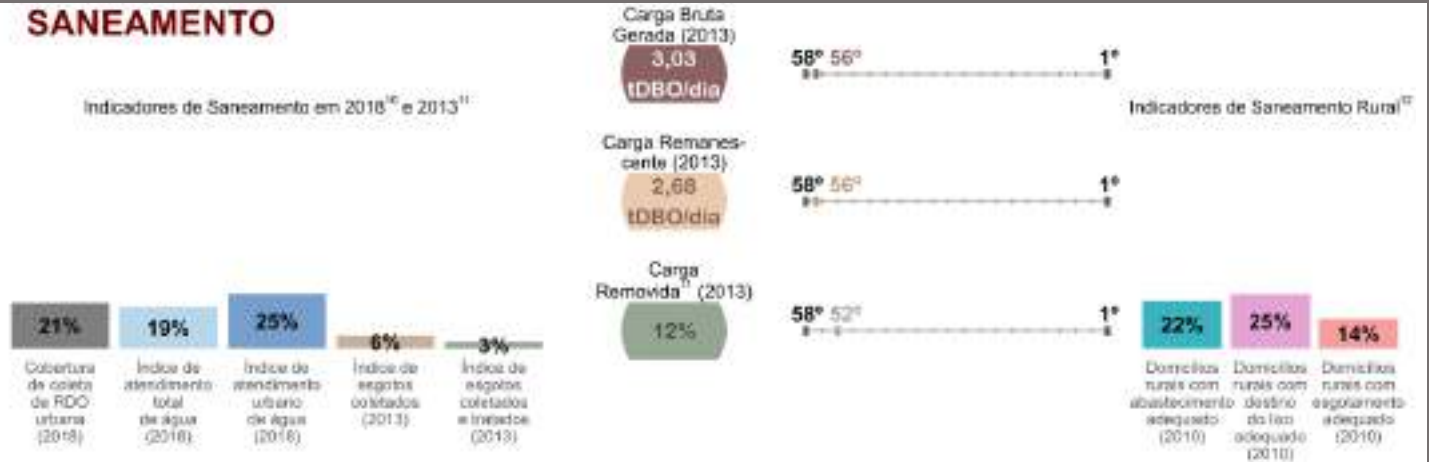 SANEAMENTO
Indicadores de Saneamento em 2018¹⁰ e 2013¹¹
21%
19%
25%
6%
3%
Cobertura
de coleta
de RDO
urbana
(2018)
Índice de
atendimento
total
de água
(2018)
Índice de
atendimento
urbano
de água
(2018)
Índice de
esgotos
coletados
(2013)
Índice de
esgotos
coletados
e tratados
(2013)
Carga Bruta
Gerada (2013)
3,03
tDBO/dia
58º 56º 1º
Carga Remanes-
cente (2013)
2,68
tDBO/dia
58º 56º 1º
Carga
Removida¹¹ (2013)
12%
58º 52º 1º
Indicadores de Saneamento Rural¹²
22%
25%
14%
Domicílios
rurais com
abastecimento
adequado
(2010)
Domicílios
rurais com
destino
do lixo
adequado
(2010)
Domicílios
rurais com
esgotamento
adequado
(2010)